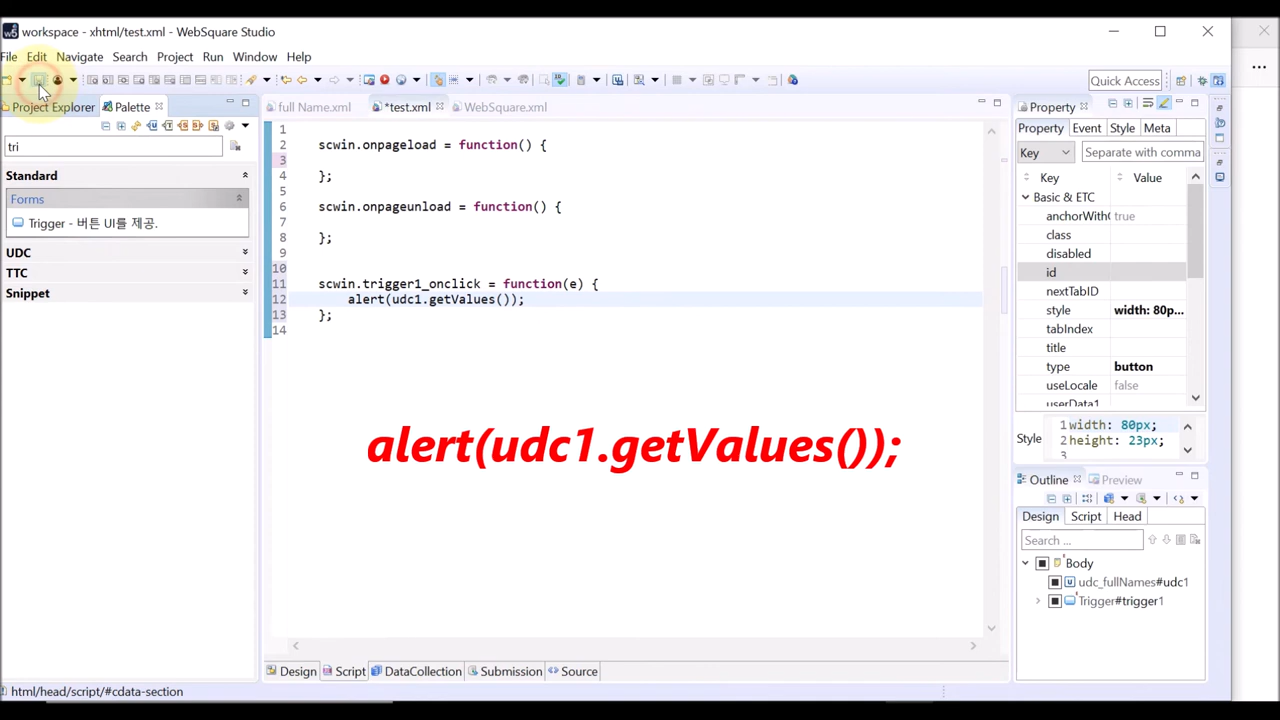 workspace - xhtml/test.xml - WebSquare Studio
File Edit Navigate Search Project Run Window Help
Quick Access
Project Explorer Palette
full Name.xml *test.xml WebSquare.xml
tri
Standard
Forms
Trigger - 버튼 UI를 제공.
UDC
TTC
Snippet
1
2 scwin.onpageload = function() {
3
4 };
5
6 scwin.onpageunload = function() {
7
8 };
9
10
11 scwin.trigger1_onclick = function(e) {
12 alert(udc1.getValues());
13 };
14
alert(udc1.getValues());
Design Script DataCollection Submission Source
html/head/script/#cdata-section
Property
Property Event Style Meta
Key Separate with comma
Key Value
Basic & ETC
anchorWith true
class
disabled
id
nextTabID
style width: 80p...
tabIndex
title
type button
useLocale false
userData1
Style
1 width: 80px;
2 height: 23px;
3
Outline Preview
Design Script Head
Search ...
Body
udc_fullNames#udc1
Trigger#trigger1